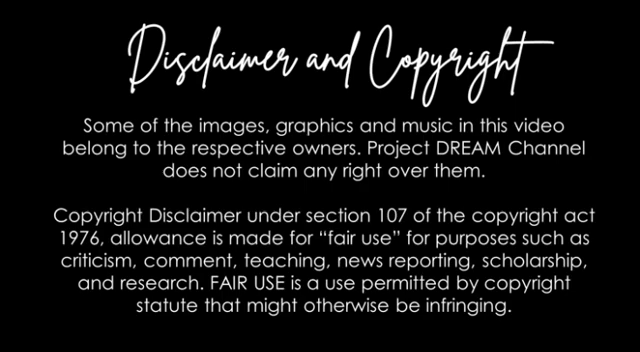 Disclaimer and Copyright
Some of the images, graphics and music in this video
belong to the respective owners. Project DREAM Channel
does not claim any right over them.
Copyright Disclaimer under section 107 of the copyright act
1976, allowance is made for “fair use” for purposes such as
criticism, comment, teaching, news reporting, scholarship,
and research. FAIR USE is a use permitted by copyright
statute that might otherwise be infringing.